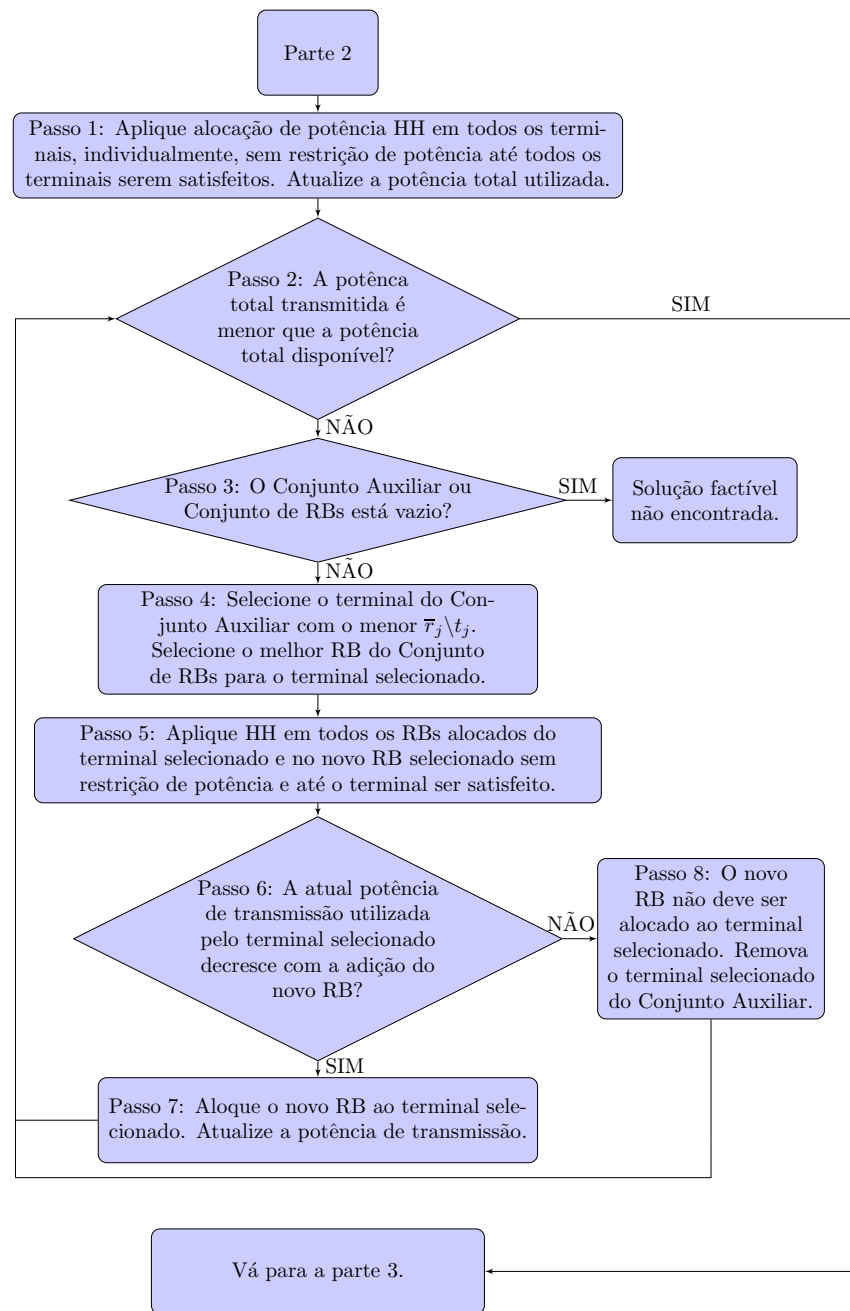 Parte 2
Passo 1: Aplique alocação de potência HH em todos os termi-
nais, individualmente, sem restrição de potência até todos os
terminais serem satisfeitos. Atualize a potência total utilizada.
Passo 2: A potênca
total transmitida é
menor que a potência
total disponível?
SIM
NÃO
Passo 3: O Conjunto Auxiliar ou
Conjunto de RBs está vazio?
SIM
Solução factível
não encontrada.
NÃO
Passo 4: Selecione o terminal do Con-
junto Auxiliar com o menor r̅_j\t_j.
Selecione o melhor RB do Conjunto
de RBs para o terminal selecionado.
Passo 5: Aplique HH em todos os RBs alocados do
terminal selecionado e no novo RB selecionado sem
restrição de potência e até o terminal ser satisfeito.
Passo 6: A atual potência
de transmissão utilizada
pelo terminal selecionado
decresce com a adição do
novo RB?
NÃO
Passo 8: O novo
RB não deve ser
alocado ao terminal
selecionado. Remova
o terminal selecionado
do Conjunto Auxiliar.
SIM
Passo 7: Aloque o novo RB ao terminal sele-
cionado. Atualize a potência de transmissão.
Vá para a parte 3.